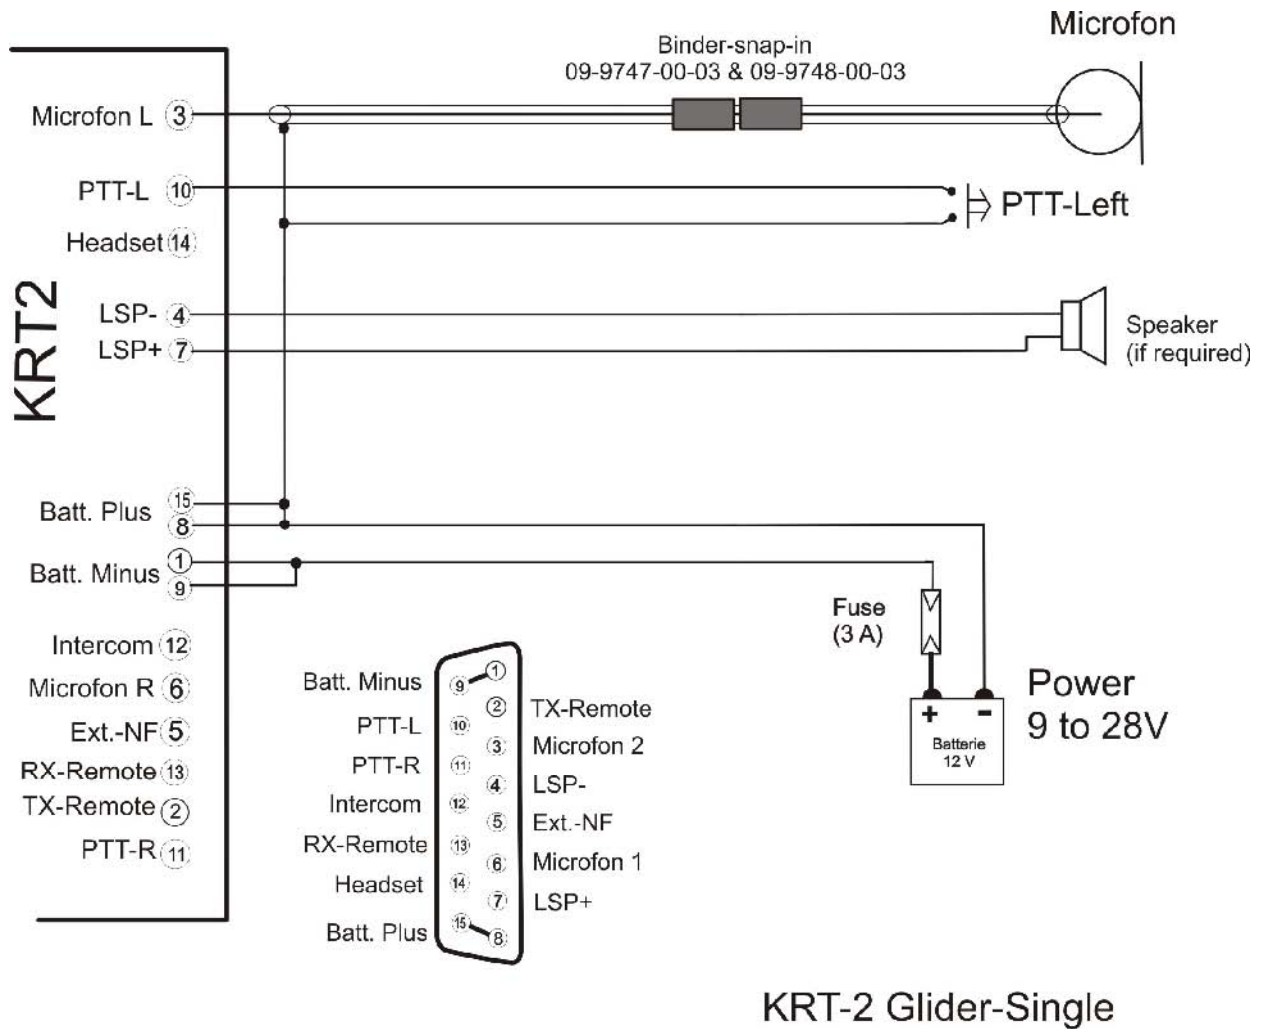 Microfon
Binder-snap-in
09-9747-00-03 & 09-9748-00-03
Microfon L 3
PTT-L 10
PTT-Left
Headset 14
KRT2
LSP- 4
LSP+ 7
Speaker
(if required)
Batt. Plus 15
8
Batt. Minus 1
9
Fuse
(3 A)
Intercom 12
Microfon R 6
Ext.-NF 5
RX-Remote 13
TX-Remote 2
PTT-R 11
Batt. Minus 9 1
2 TX-Remote
PTT-L 10
3 Microfon 2
PTT-R 11
4 LSP-
Intercom 12
5 Ext.-NF
RX-Remote 13
6 Microfon 1
Headset 14
7 LSP+
Batt. Plus 15 8
+ -
Batterie
12 V
Power
9 to 28V
KRT-2 Glider-Single